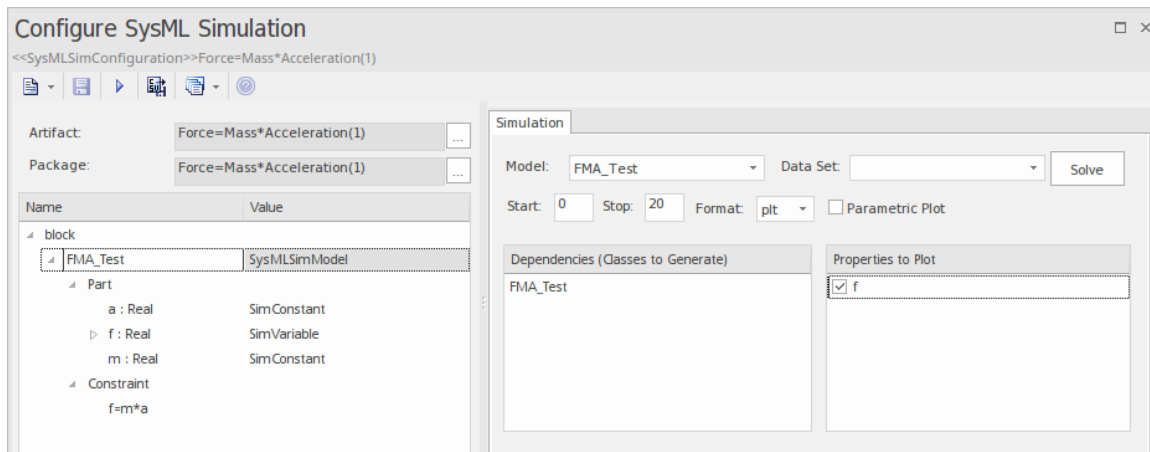 Configure SysML Simulation
<<SysMLSimConfiguration>>Force=Mass*Acceleration(1)
Artifact: Force=Mass*Acceleration(1) ...
Package: Force=Mass*Acceleration(1) ...
Name Value
block
FMA_Test SysMLSimModel
Part
a : Real SimConstant
f : Real SimVariable
m : Real SimConstant
Constraint
f=m*a
Simulation
Model: FMA_Test Data Set: Solve
Start: 0 Stop: 20 Format: plt Parametric Plot
Dependencies (Classes to Generate) Properties to Plot
FMA_Test f